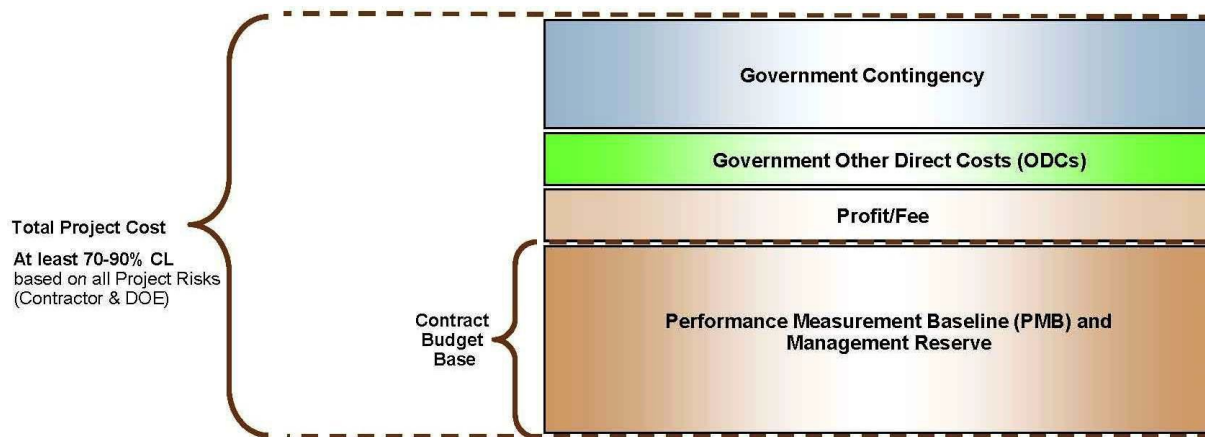 Government Contingency
Government Other Direct Costs (ODCs)
Profit/Fee
Total Project Cost
At least 70-90% CL
based on all Project Risks
(Contractor & DOE)
Contract
Budget
Base
Performance Measurement Baseline (PMB) and
Management Reserve